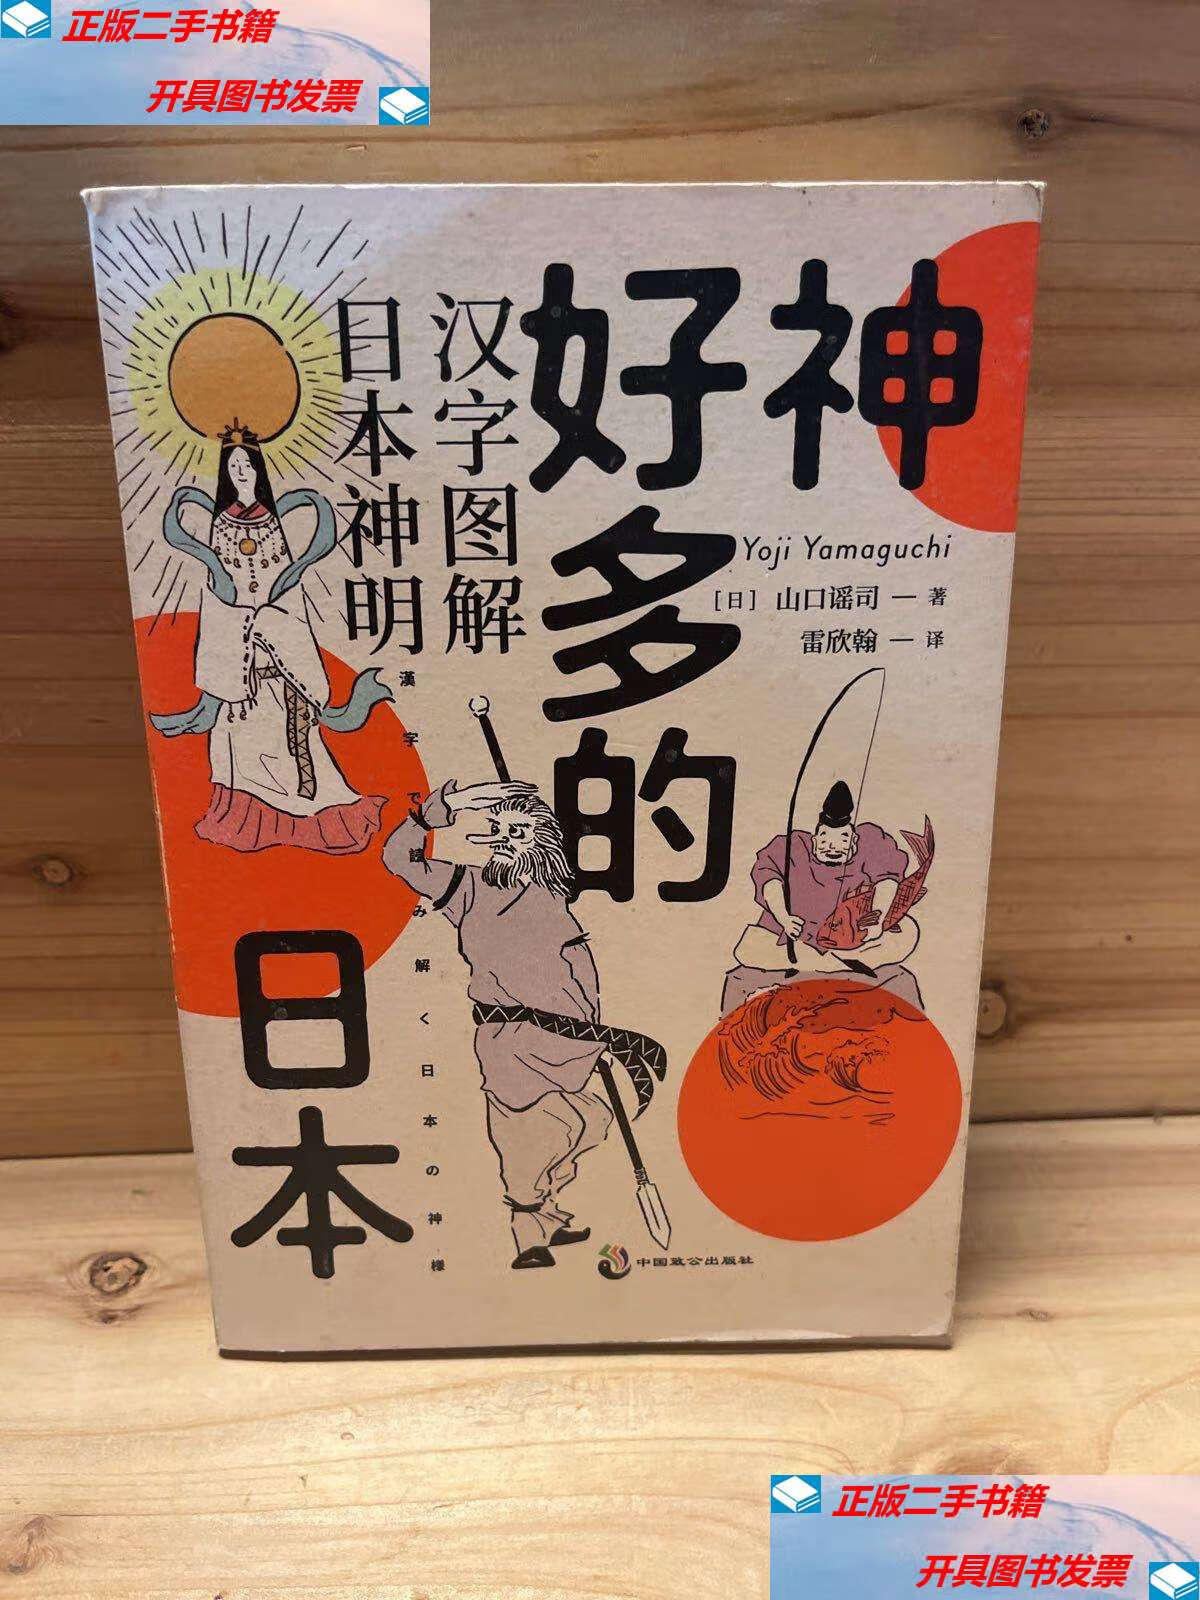 正版二手书籍
开具图书发票
神
好多的
日本
汉字图解
日本神明
Yoji Yamaguchi
[日] 山口谣司 — 著
雷欣翰 — 译
漢字で読み解く日本の神様
中国致公出版社
正版二手书籍
开具图书发票